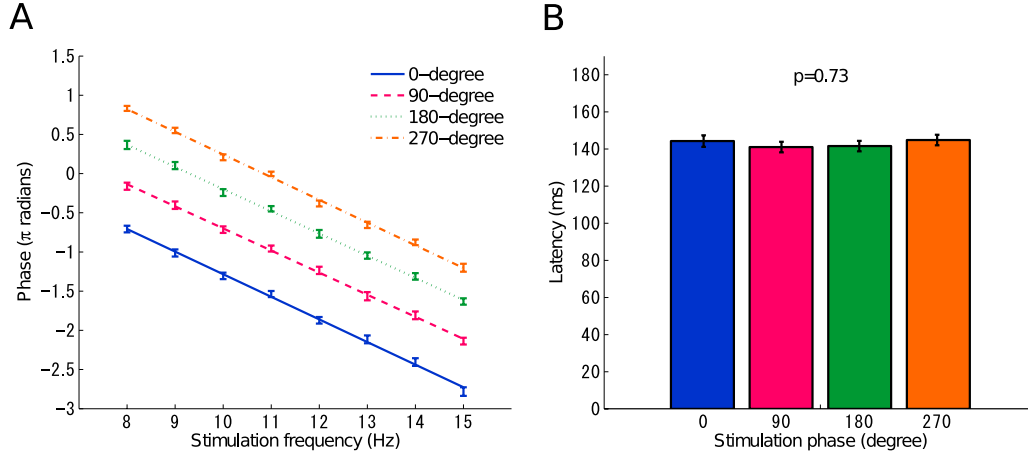 A
Phase (π radians)
1.5
1
0.5
0
−0.5
−1
−1.5
−2
−2.5
−3
0−degree
90−degree
180−degree
270−degree
8 9 10 11 12 13 14 15
Stimulation frequency (Hz)
B
Latency (ms)
180
160
140
120
100
80
60
40
20
0
p=0.73
0 90 180 270
Stimulation phase (degree)